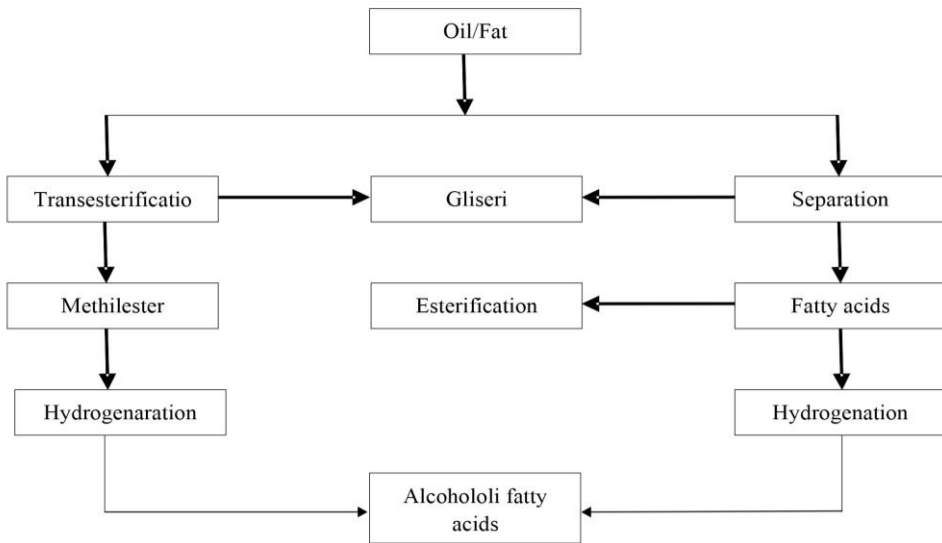 Oil/Fat
Transesterificatio
Gliseri
Separation
Methilester
Esterification
Fatty acids
Hydrogenaration
Hydrogenation
Alcohololi fatty
acids